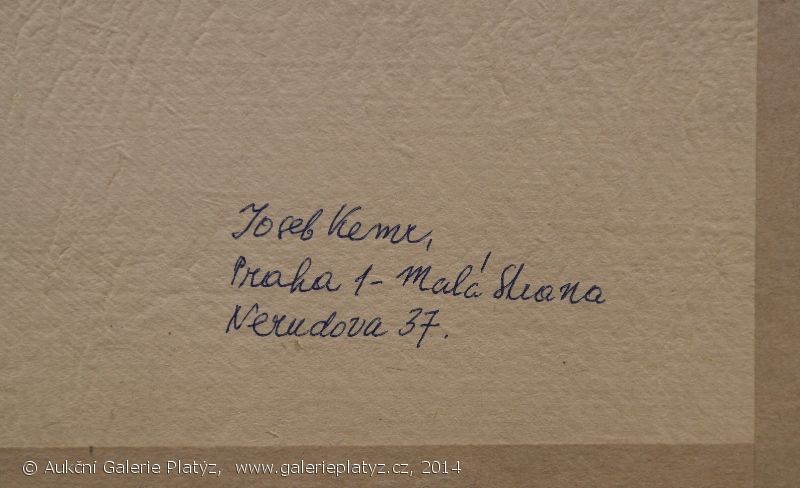 Josef Kemr,
Praha 1 - Malá Strana
Nerudova 37.
© Aukční Galerie Platýz, www.galerieplatyz.cz, 2014